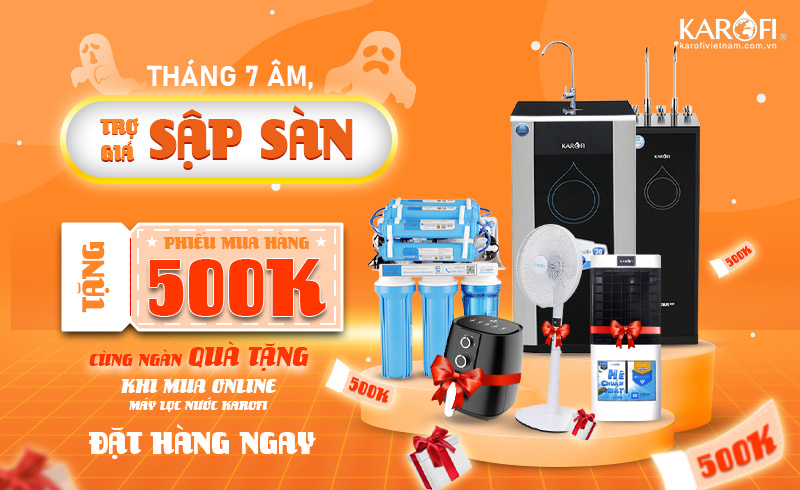 KAROFI®
karofivietnam.com.vn
THÁNG 7 ÂM,
TRỢ GIÁ SẬP SÀN
TẶNG
PHIẾU MUA HÀNG
500K
CÙNG NGÀN QUÀ TẶNG
KHI MUA ONLINE
MÁY LỌC NƯỚC KAROFI
ĐẶT HÀNG NGAY
KAROFI
KAROFI
500K
500K
500K
HÈ